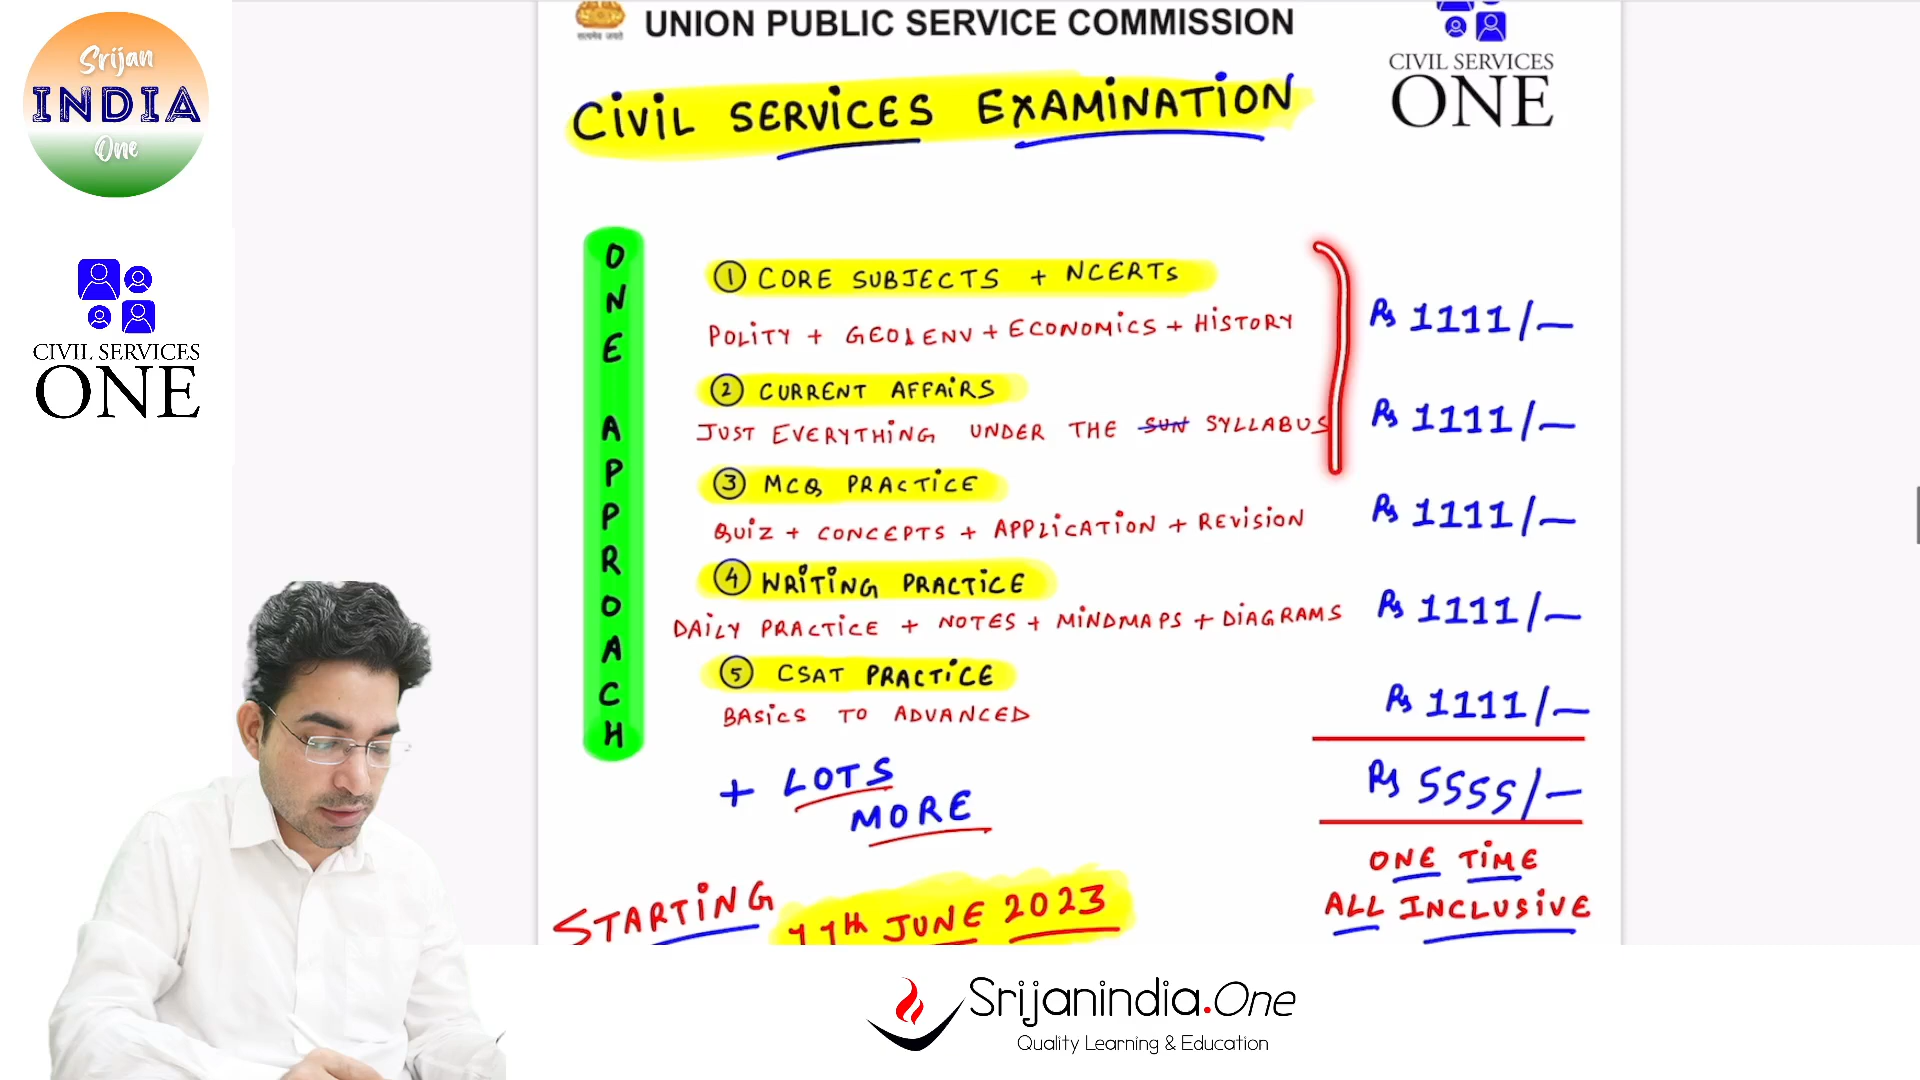 Srijan
INDIA
One
CIVIL SERVICES
ONE
सत्यमेव जयते
UNION PUBLIC SERVICE COMMISSION
CIVIL SERVICES
ONE
CIVIL SERVICES EXAMINATION
ONE APPROACH
1 CORE SUBJECTS + NCERTS
POLITY + GEO & ENV + ECONOMICS + HISTORY
Rs 1111/-
2 CURRENT AFFAIRS
JUST EVERYTHING UNDER THE SUN SYLLABUS
Rs 1111/-
3 MCQ PRACTICE
QUIZ + CONCEPTS + APPLICATION + REVISION
Rs 1111/-
4 WRITING PRACTICE
DAILY PRACTICE + NOTES + MINDMAPS + DIAGRAMS
Rs 1111/-
5 CSAT PRACTICE
BASICS TO ADVANCED
Rs 1111/-
+ LOTS
MORE
Rs 5555/-
ONE TIME
ALL INCLUSIVE
STARTING 11th JUNE 2023
Srijanindia.One
Quality Learning & Education